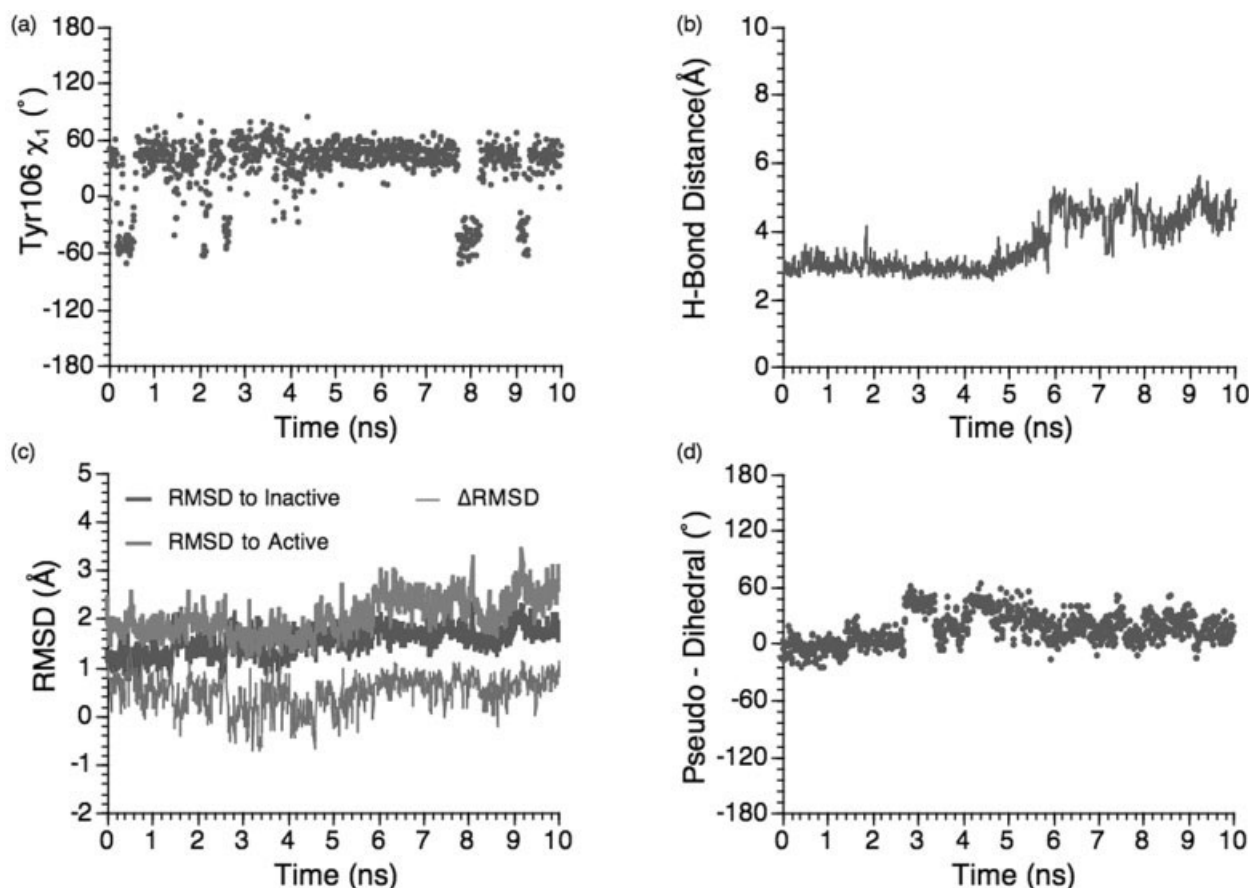 (a)
Tyr106 χ1 (°)
180
120
60
0
-60
-120
-180
0 1 2 3 4 5 6 7 8 9 10
Time (ns)
(b)
H-Bond Distance(Å)
10
8
6
4
2
0
0 1 2 3 4 5 6 7 8 9 10
Time (ns)
(c)
RMSD (Å)
5
4
3
2
1
0
-1
-2
RMSD to Inactive
ΔRMSD
RMSD to Active
0 1 2 3 4 5 6 7 8 9 10
Time (ns)
(d)
Pseudo - Dihedral (°)
180
120
60
0
-60
-120
-180
0 1 2 3 4 5 6 7 8 9 10
Time (ns)